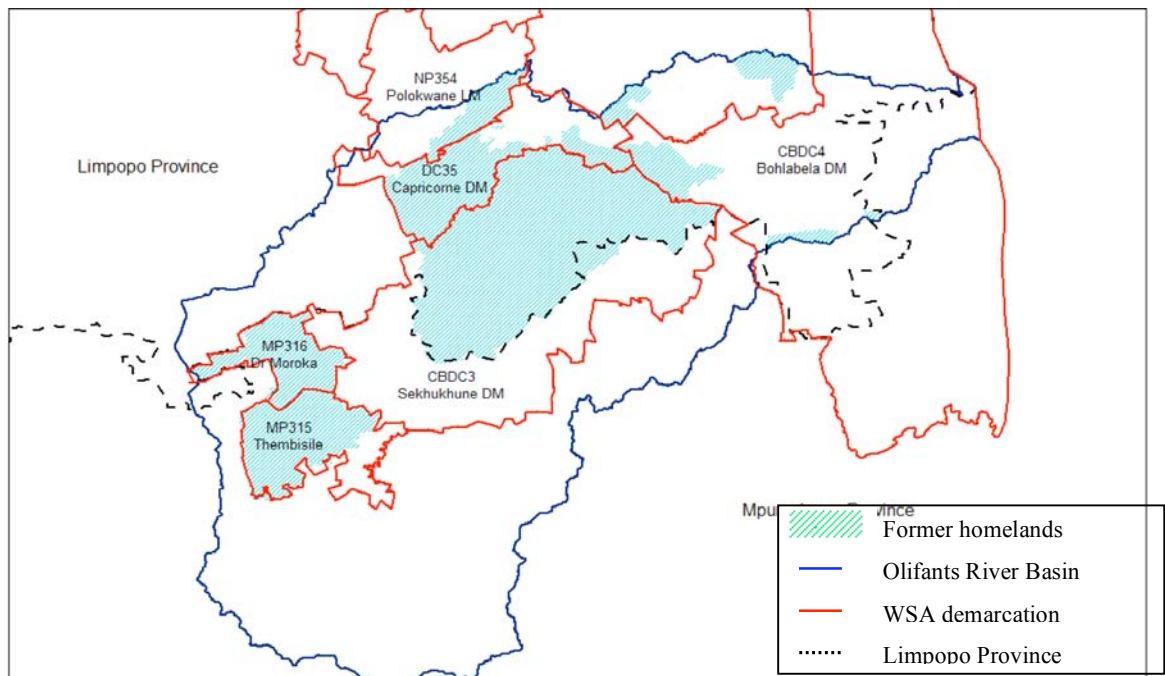 NP354
Polokwane LM
Limpopo Province
DC35
Capricorne DM
CBDC4
Bohlabela DM
MP316
Dr Moroka
CBDC3
Sekhukhune DM
MP315
Thembisile
Former homelands
Olifants River Basin
WSA demarcation
Limpopo Province